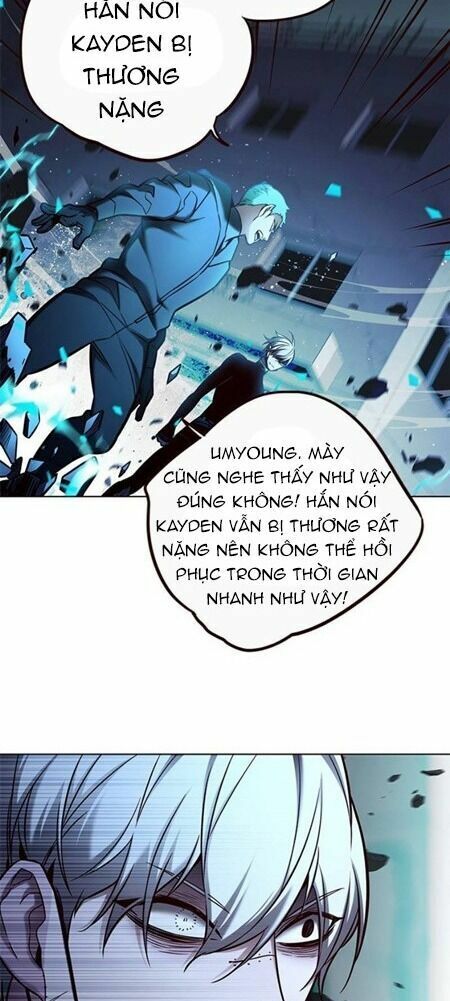 HẮN NÓI
KAYDEN BỊ
THƯƠNG
NẶNG
UMYOUNG. MÀY
CŨNG NGHE THẤY NHƯ VẬY
ĐÚNG KHÔNG! HẮN NÓI
KAYDEN VẪN BỊ THƯƠNG RẤT
NẶNG NÊN KHÔNG THỂ HỒI
PHỤC TRONG THỜI GIAN
NHANH NHƯ VẬY!